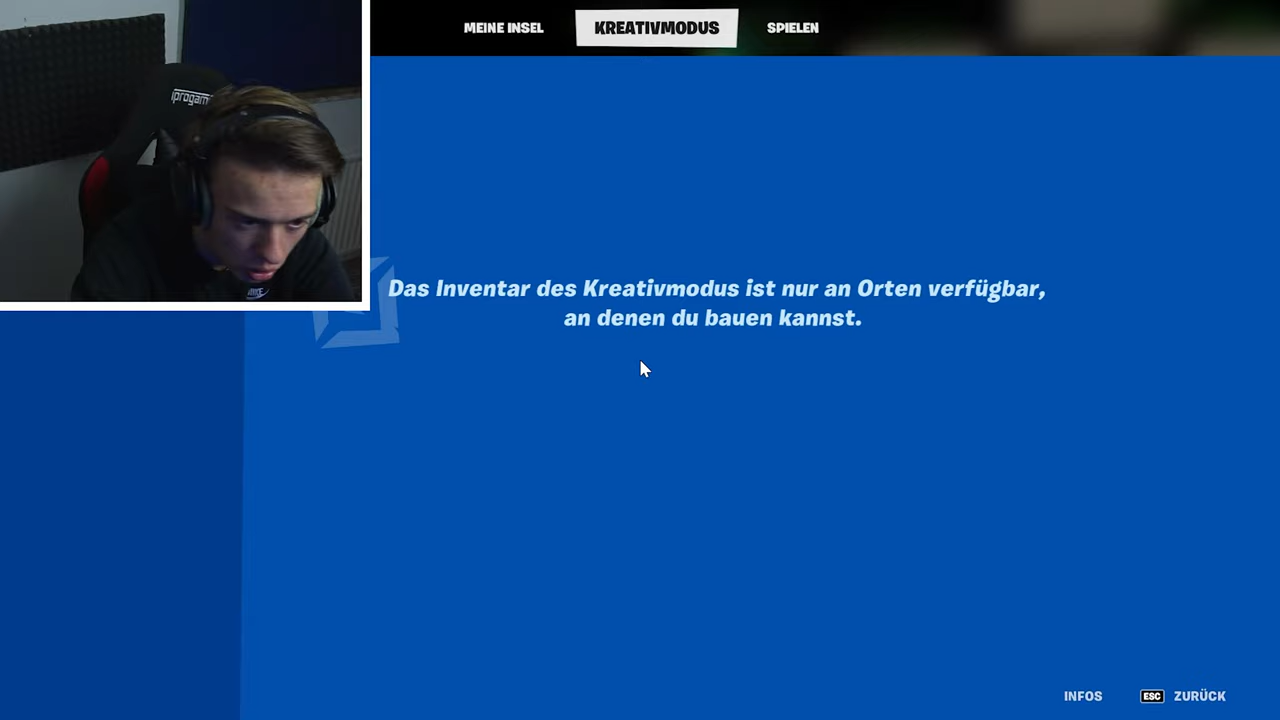 MEINE INSEL KREATIVMODUS SPIELEN
iprogam
Das Inventar des Kreativmodus ist nur an Orten verfügbar,
an denen du bauen kannst.
INFOS ESC ZURÜCK